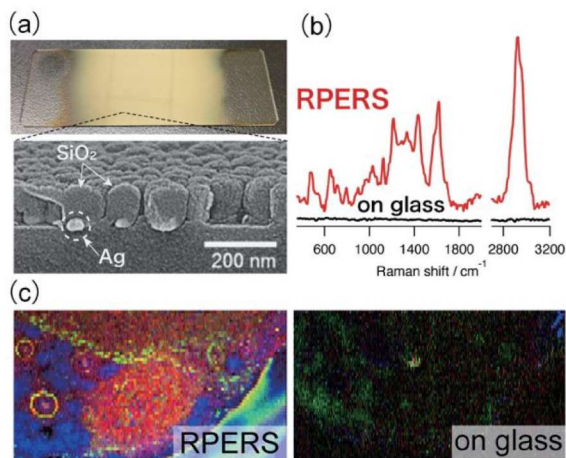 (a)
SiO₂
Ag
200 nm
(b)
RPERS
on glass
600 1000 1400 1800 2800 3200
Raman shift / cm⁻¹
(c)
RPERS
on glass